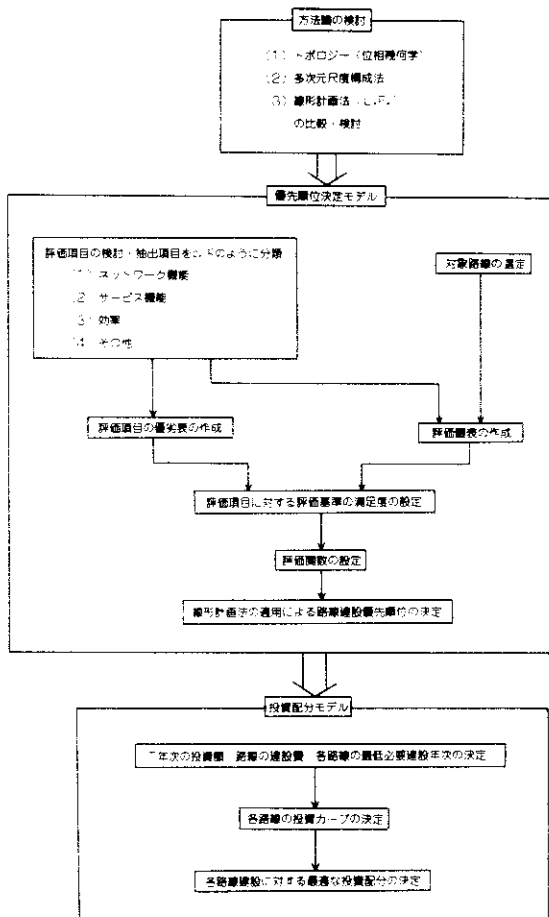 方法論の検討
(1) トポロジー（位相幾何学）
(2) 多次元尺度構成法
(3) 線形計画法
の比較・検討
優先順位決定モデル
評価項目の検討・抽出項目を以下のように分類
(1) ネットワーク機能
(2) サービス機能
(3) 効率
(4) その他
対象路線の選定
評価項目の優劣表の作成
評価値表の作成
評価項目に対する評価基準の満足度の設定
評価関数の設定
線形計画法の適用による路線建設優先順位の決定
投資配分モデル
年次の投資額 路線の建設費 各路線の最低必要建設年次の決定
各路線の投資カーブの決定
各路線建設に対する最適な投資配分の決定